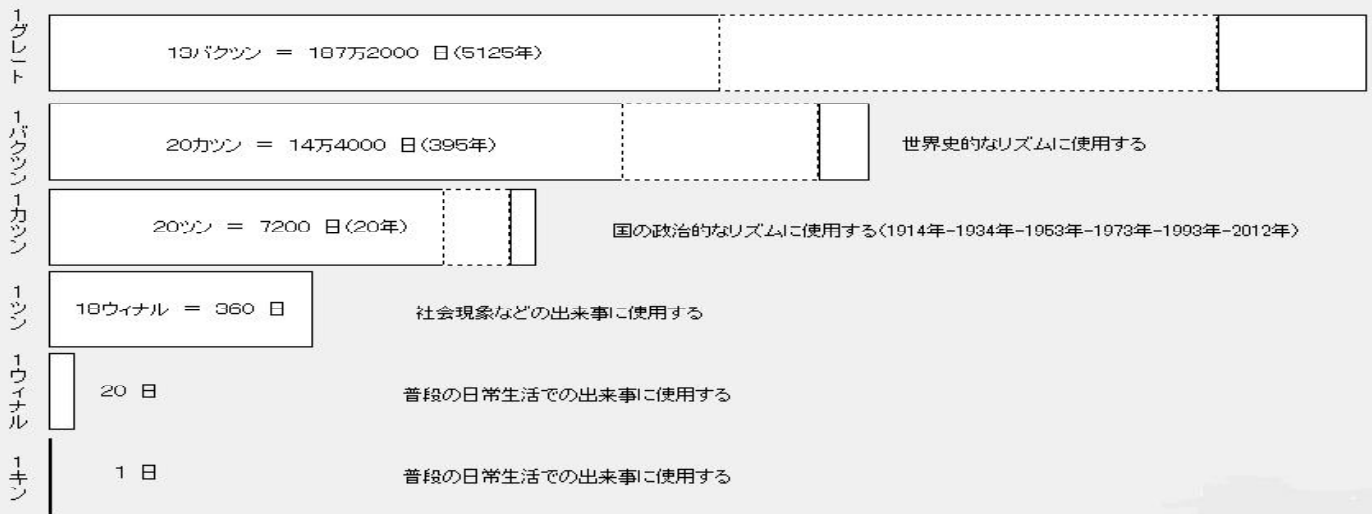 1グレート
13バクツン ＝ 187万2000 日(5125年)
1バクツン
20カツン ＝ 14万4000 日(395年)
世界史的なリズムに使用する
1カツン
20ツン ＝ 7200 日(20年)
国の政治的なリズムに使用する(1914年-1934年-1953年-1973年-1993年-2012年)
1ツン
18ウィナル ＝ 360 日
社会現象などの出来事に使用する
1ウィナル
20 日
普段の日常生活での出来事に使用する
1キン
1 日
普段の日常生活での出来事に使用する